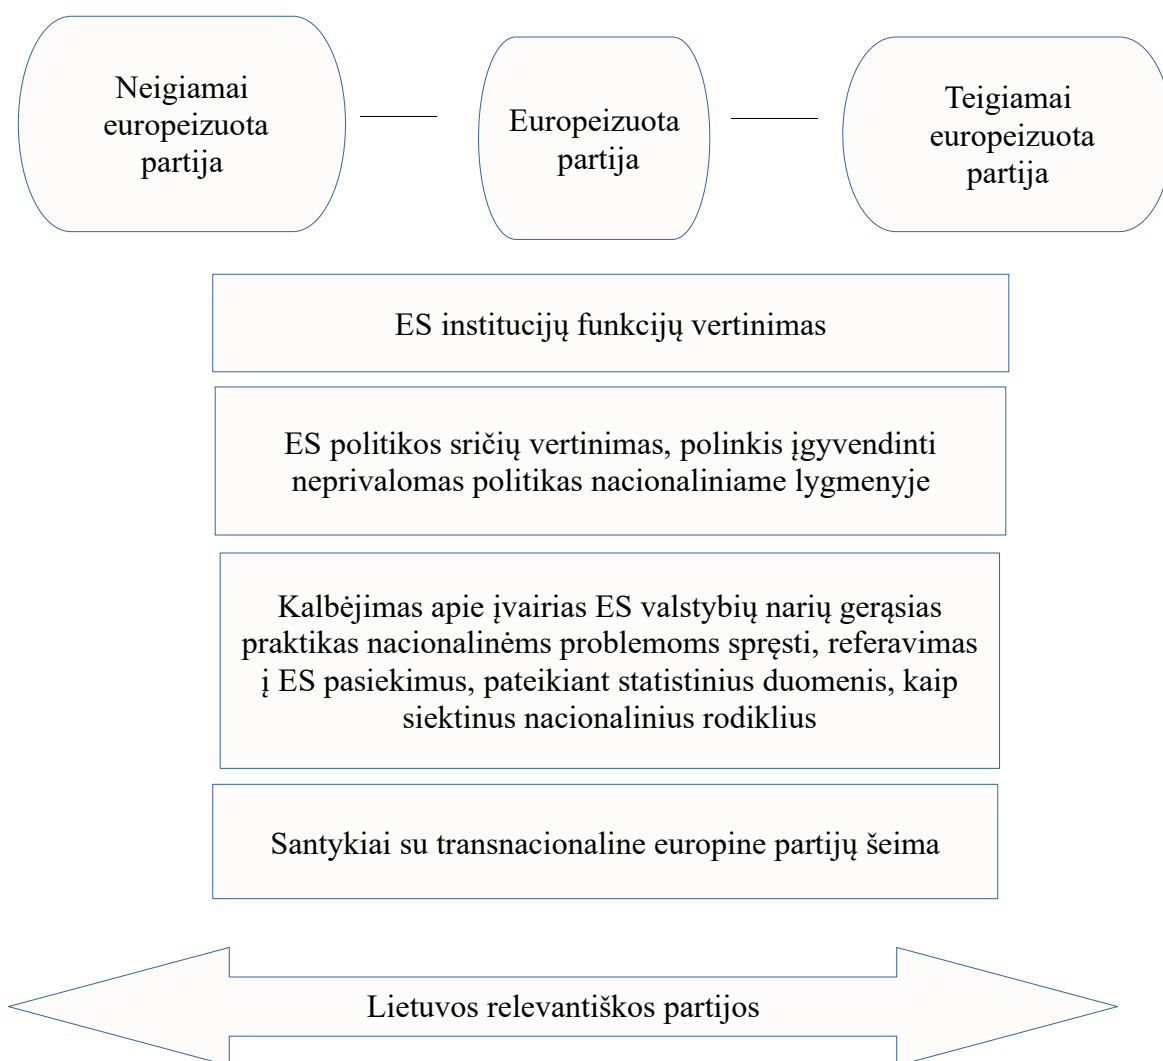 Neigiamai
europeizuota
partija
Europeizuota
partija
Teigiamai
europeizuota
partija
ES institucijų funkcijų vertinimas
ES politikos sričių vertinimas, polinkis įgyvendinti
neprivalomas politikas nacionaliniame lygmenyje
Kalbėjimas apie įvairias ES valstybių narių gerąsias
praktikas nacionalinėms problemoms spręsti, referavimas
į ES pasiekimus, pateikiant statistinius duomenis, kaip
siektinus nacionalinius rodiklius
Santykiai su transnacionaline europine partijų šeima
Lietuvos relevantiškos partijos